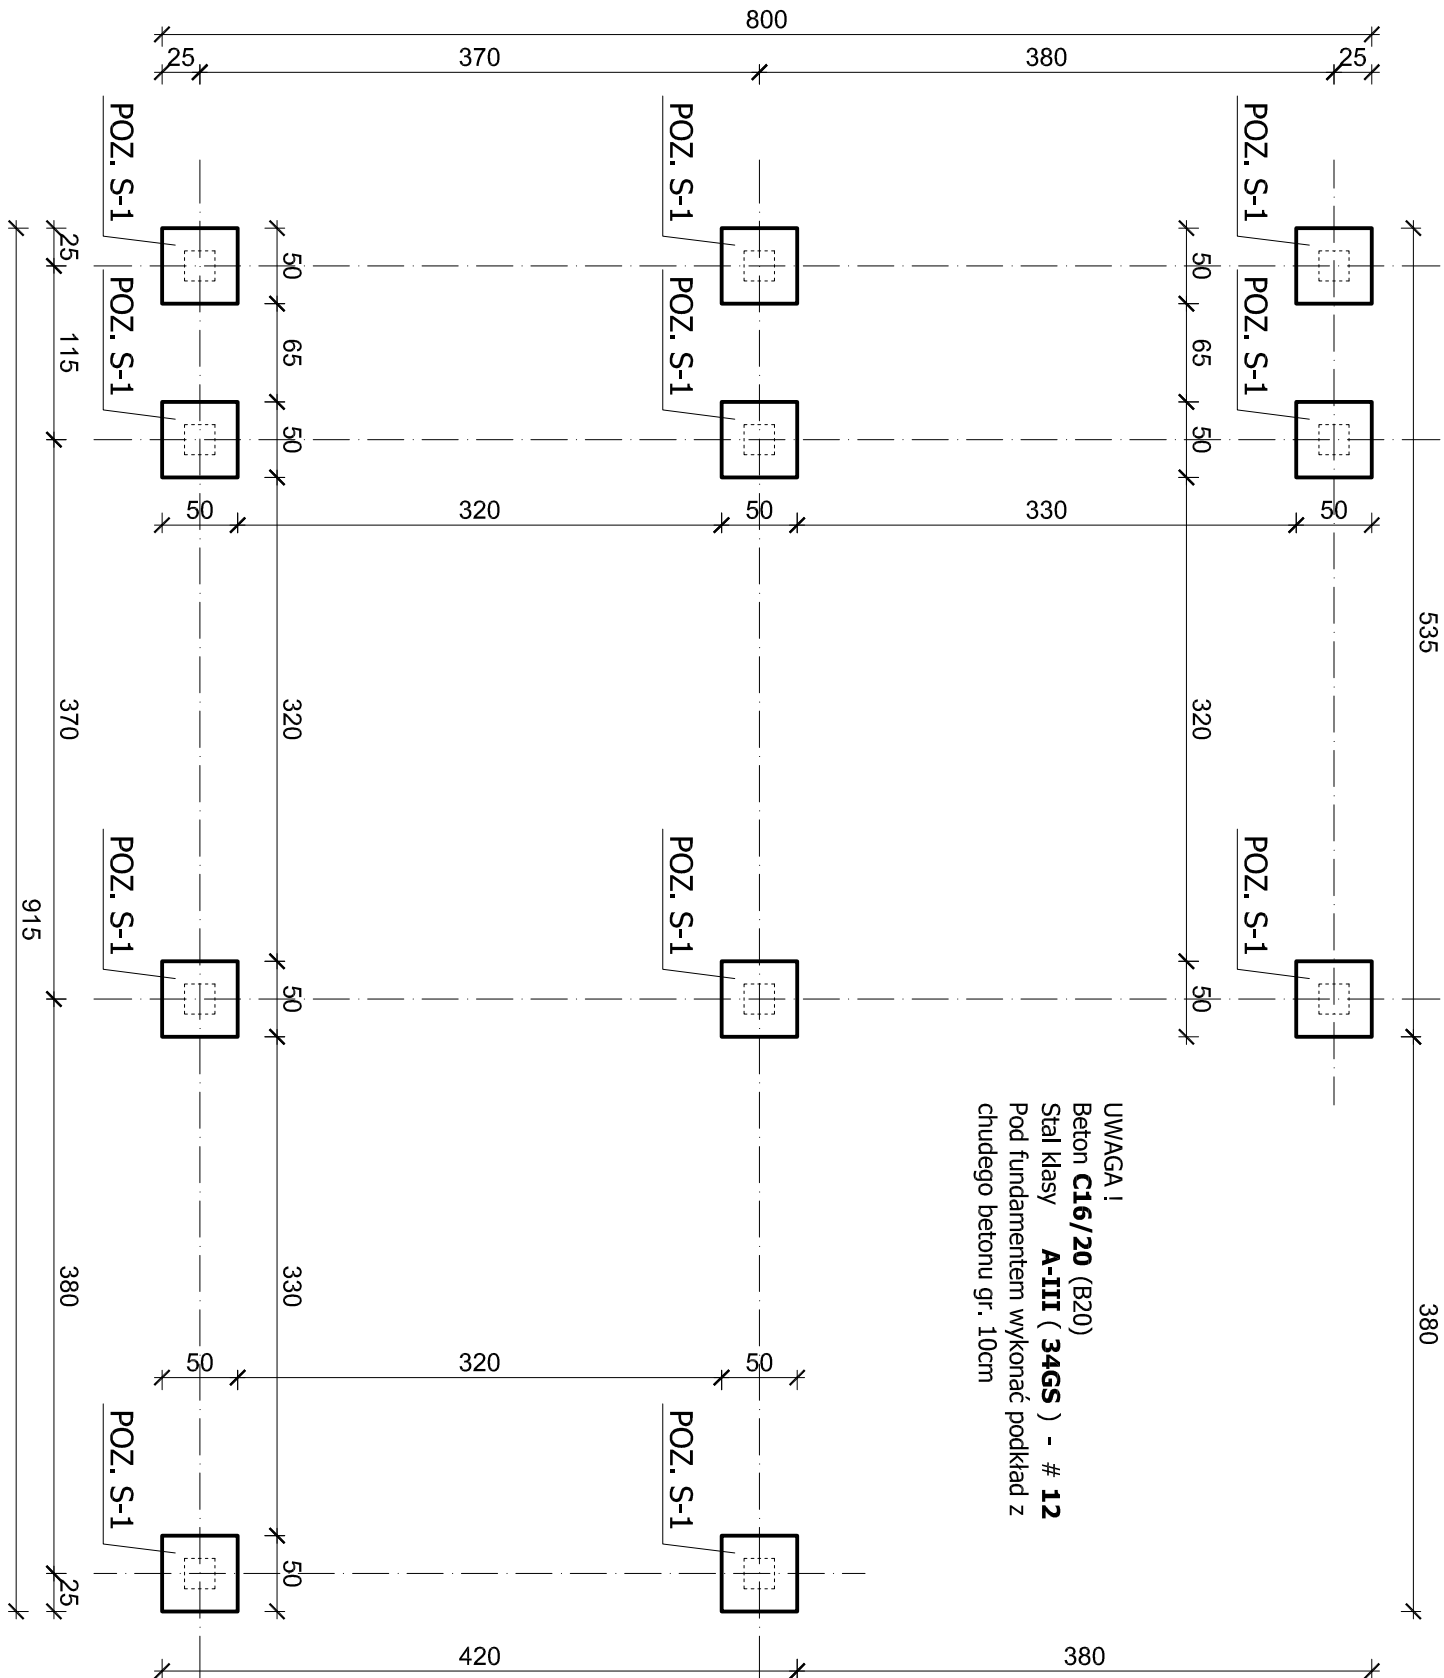 800
25 370 380 25
POZ. S-1 POZ. S-1 POZ. S-1
25 50 50
POZ. S-1 POZ. S-1 POZ. S-1
115 65 65
50 50
50 320 50 330 50
535
370 320 320
POZ. S-1 POZ. S-1 POZ. S-1
915
50 50
UWAGA !
Beton C16/20 (B20)
Stal klasy A-III ( 34GS ) - # 12
Pod fundamentem wykonać podkład z
chudego betonu gr. 10cm
380 330 380
50 320 50
POZ. S-1 POZ. S-1
25 50
420 380